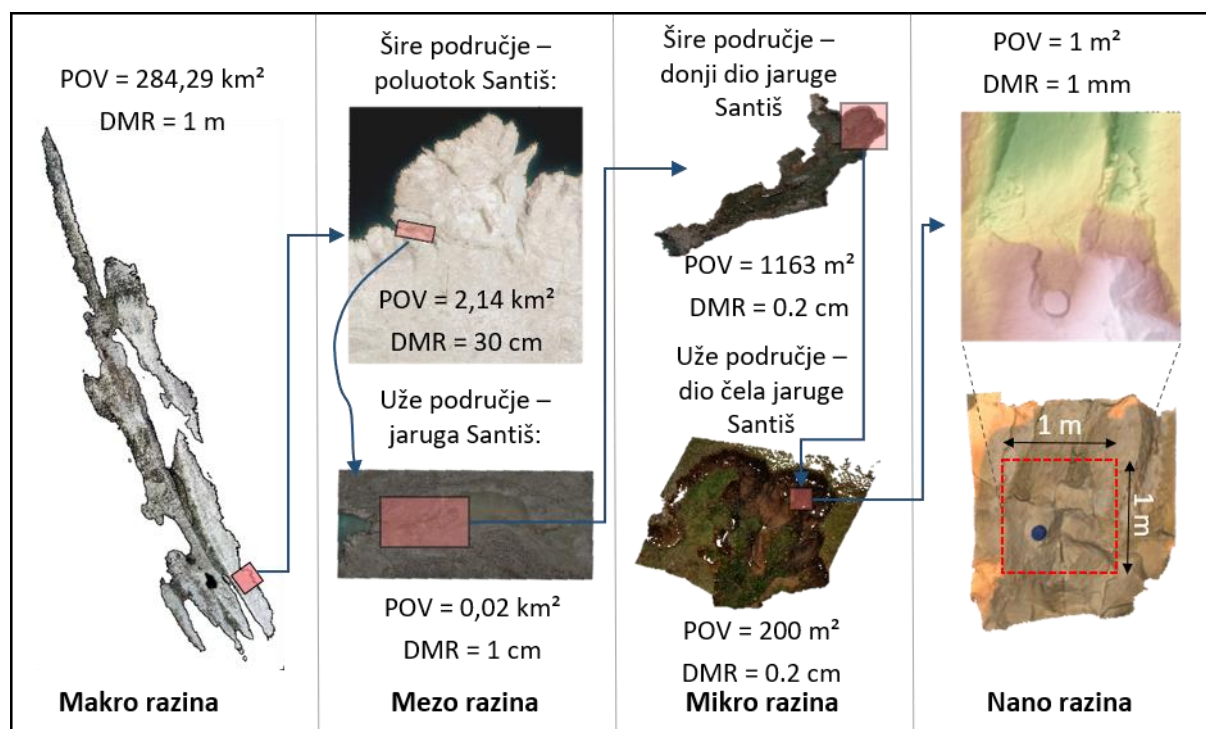 POV = 284,29 km²
DMR = 1 m
Makro razina
Šire područje –
poluotok Santiš:
POV = 2,14 km²
DMR = 30 cm
Uže područje –
jaruga Santiš:
POV = 0,02 km²
DMR = 1 cm
Mezo razina
Šire područje –
donji dio jaruge
Santiš
POV = 1163 m²
DMR = 0.2 cm
Uže područje –
dio čela jaruge
Santiš
POV = 200 m²
DMR = 0.2 cm
Mikro razina
POV = 1 m²
DMR = 1 mm
1 m
1 m
Nano razina